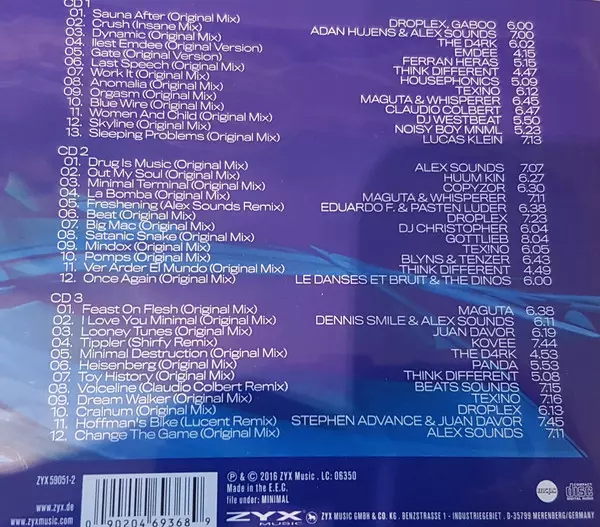 CD 1
01. Sauna After (Original Mix) DROPLEX, GABOO 6.00
02. Crush (Insane Mix) ADAN HUJENS & ALEX SOUNDS 7.00
03. Dynamic (Original Mix) THE D4RK 6.02
04. Ilest Emdee (Original Version) EMDEE 4.15
05. Gate (Original Version) FERRAN HERAS 5.15
06. Last Speech (Original Mix) THINK DIFFERENT 4.47
07. Work It (Original Mix) HOUSEPHONICS 5.09
08. Anomalia (Original Mix) TEXINO 6.12
09. Orgasm (Original Mix) MAGUTA & WHISPERER 6.45
10. Blue Wire (Original Mix) CLAUDIO COLBERT 6.47
11. Women And Child (Original Mix) DJ WESTBEAT 5.50
12. Skyline (Original Mix) NOISY BOY MNML 5.23
13. Sleeping Problems (Original Mix) LUCAS KLEIN 7.13
CD 2
01. Drug Is Music (Original Mix) ALEX SOUNDS 7.07
02. Out My Soul (Original Mix) HUUM KIN 6.27
03. Minimal Terminal (Original Mix) COPYZOR 6.30
04. La Bomba (Original Mix) MAGUTA & WHISPERER 7.11
05. Freshening (Alex Sounds Remix) EDUARDO F. & PASTEN LUDER 6.38
06. Beat (Original Mix) DROPLEX 7.23
07. Big Mac (Original Mix) DJ CHRISTOPHER 6.04
08. Satanic Snake (Original Mix) GOTTLIEB 8.04
09. Mindox (Original Mix) TEXINO 6.05
10. Pomps (Original Mix) BLYNS & TENZER 6.43
11. Ver Arder El Mundo (Original Mix) THINK DIFFERENT 4.49
12. Once Again (Original Mix) LE DANSES ET BRUIT & THE DINOS 6.00
CD 3
01. Feast On Flesh (Original Mix) MAGUTA 6.38
02. I Love You Minimal (Original Mix) DENNIS SMILE & ALEX SOUNDS 6.11
03. Looney Tunes (Original Mix) JUAN DAVOR 6.19
04. Tippler (Shirfy Remix) KOVEE 7.44
05. Minimal Destruction (Original Mix) THE D4RK 4.53
06. Heisenberg (Original Mix) PANDA 5.53
07. Toy History (Original Mix) THINK DIFFERENT 5.08
08. Voiceline (Claudio Colbert Remix) BEATS SOUNDS 7.15
09. Dream Walker (Original Mix) TEXINO 7.16
10. Crainum (Original Mix) DROPLEX 6.13
11. Hoffman's Bike (Lucent Remix) STEPHEN ADVANCE & JUAN DAVOR 7.45
12. Change The Game (Original Mix) ALEX SOUNDS 7.11
ZYX 59051-2
www.zyx.de
www.zyxmusic.com
0 90204 69368 9
℗ & © 2016 ZYX Music . LC: 06350
Made in the E.E.C.
file under: MINIMAL
mcps
COMPACT
disc
DIGITAL AUDIO
ZYX
MUSIC
ZYX MUSIC GMBH & CO. KG . BENZSTRASSE 1 . INDUSTRIEGEBIET . D-35799 MERENBERG/GERMANY